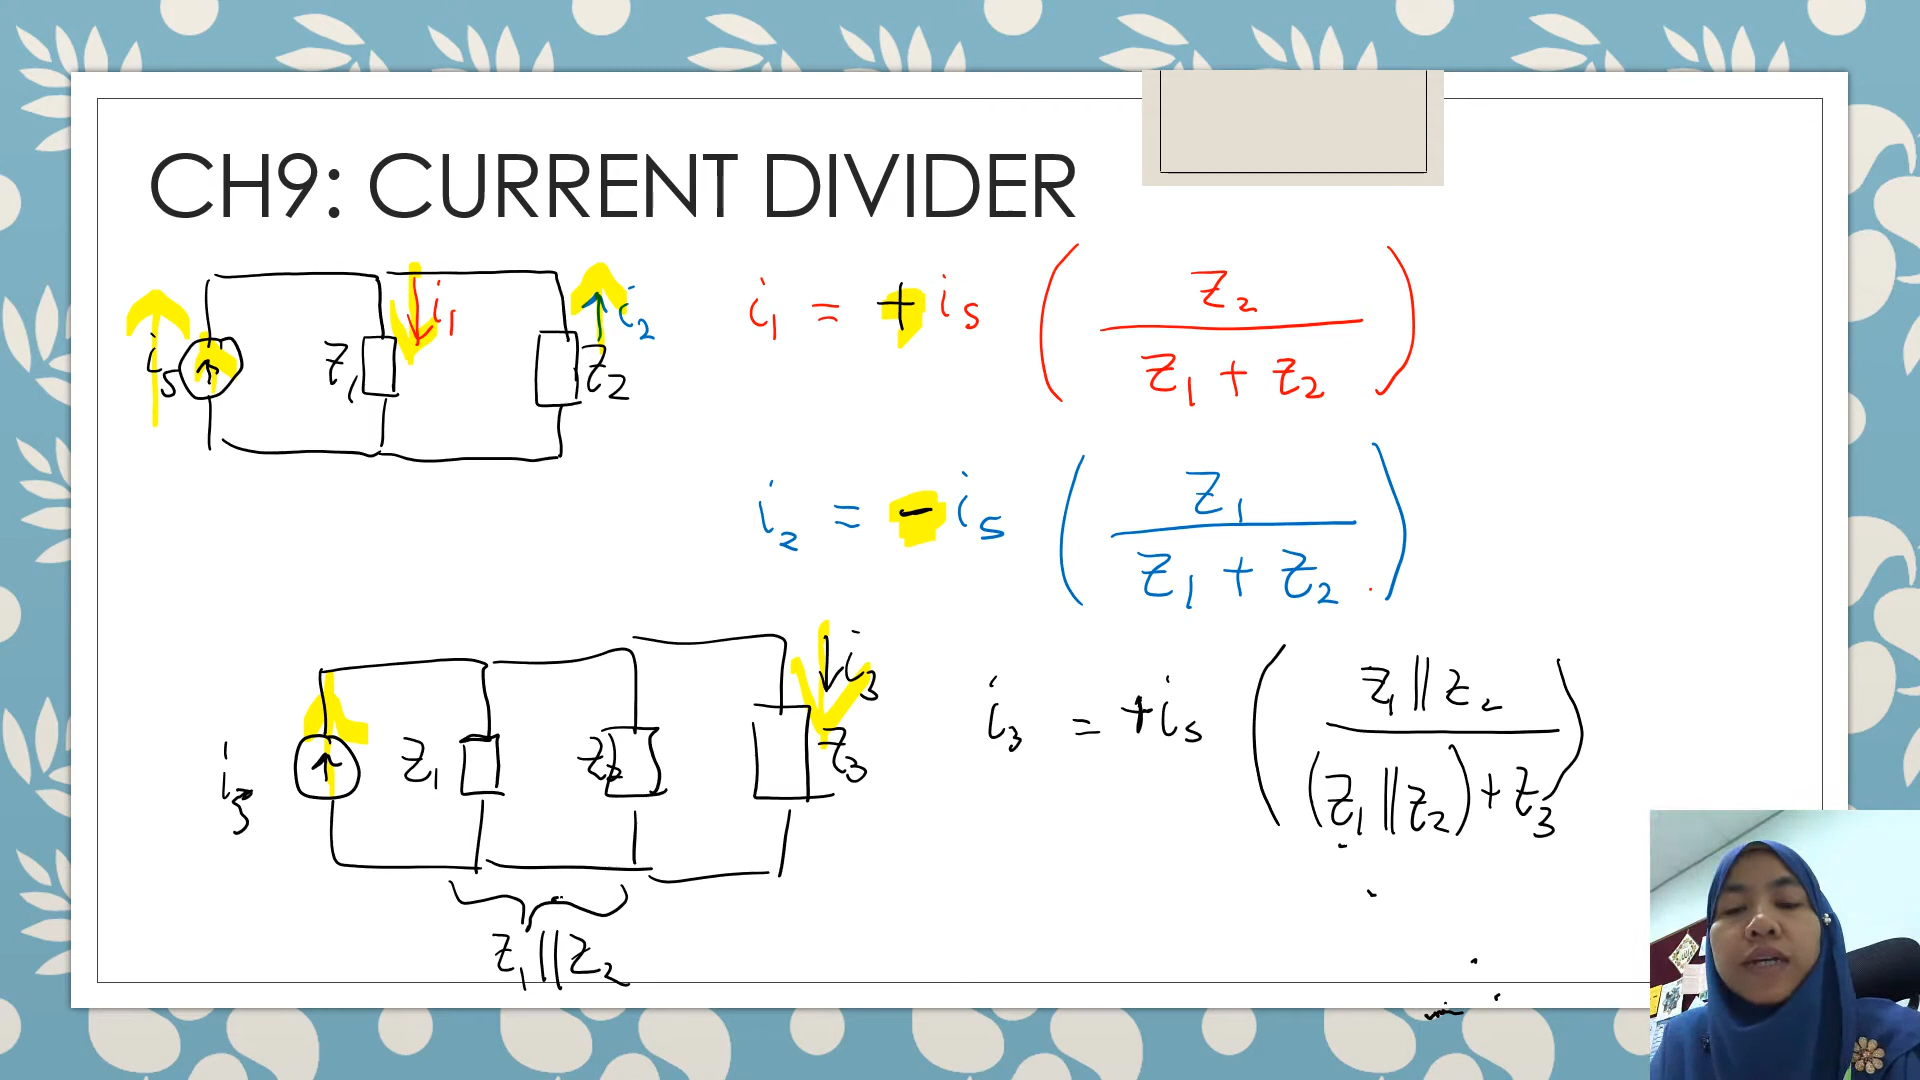 CH9: CURRENT DIVIDER
is Z1 i1 i2 Z2
i1 = + is ( Z2 / Z1 + Z2 )
i2 = - is ( Z1 / Z1 + Z2 )
i3 Z1 Z2 Z3 i3
i3 = + is ( Z1 || Z2 / (Z1 || Z2) + Z3 )
Z1 || Z2